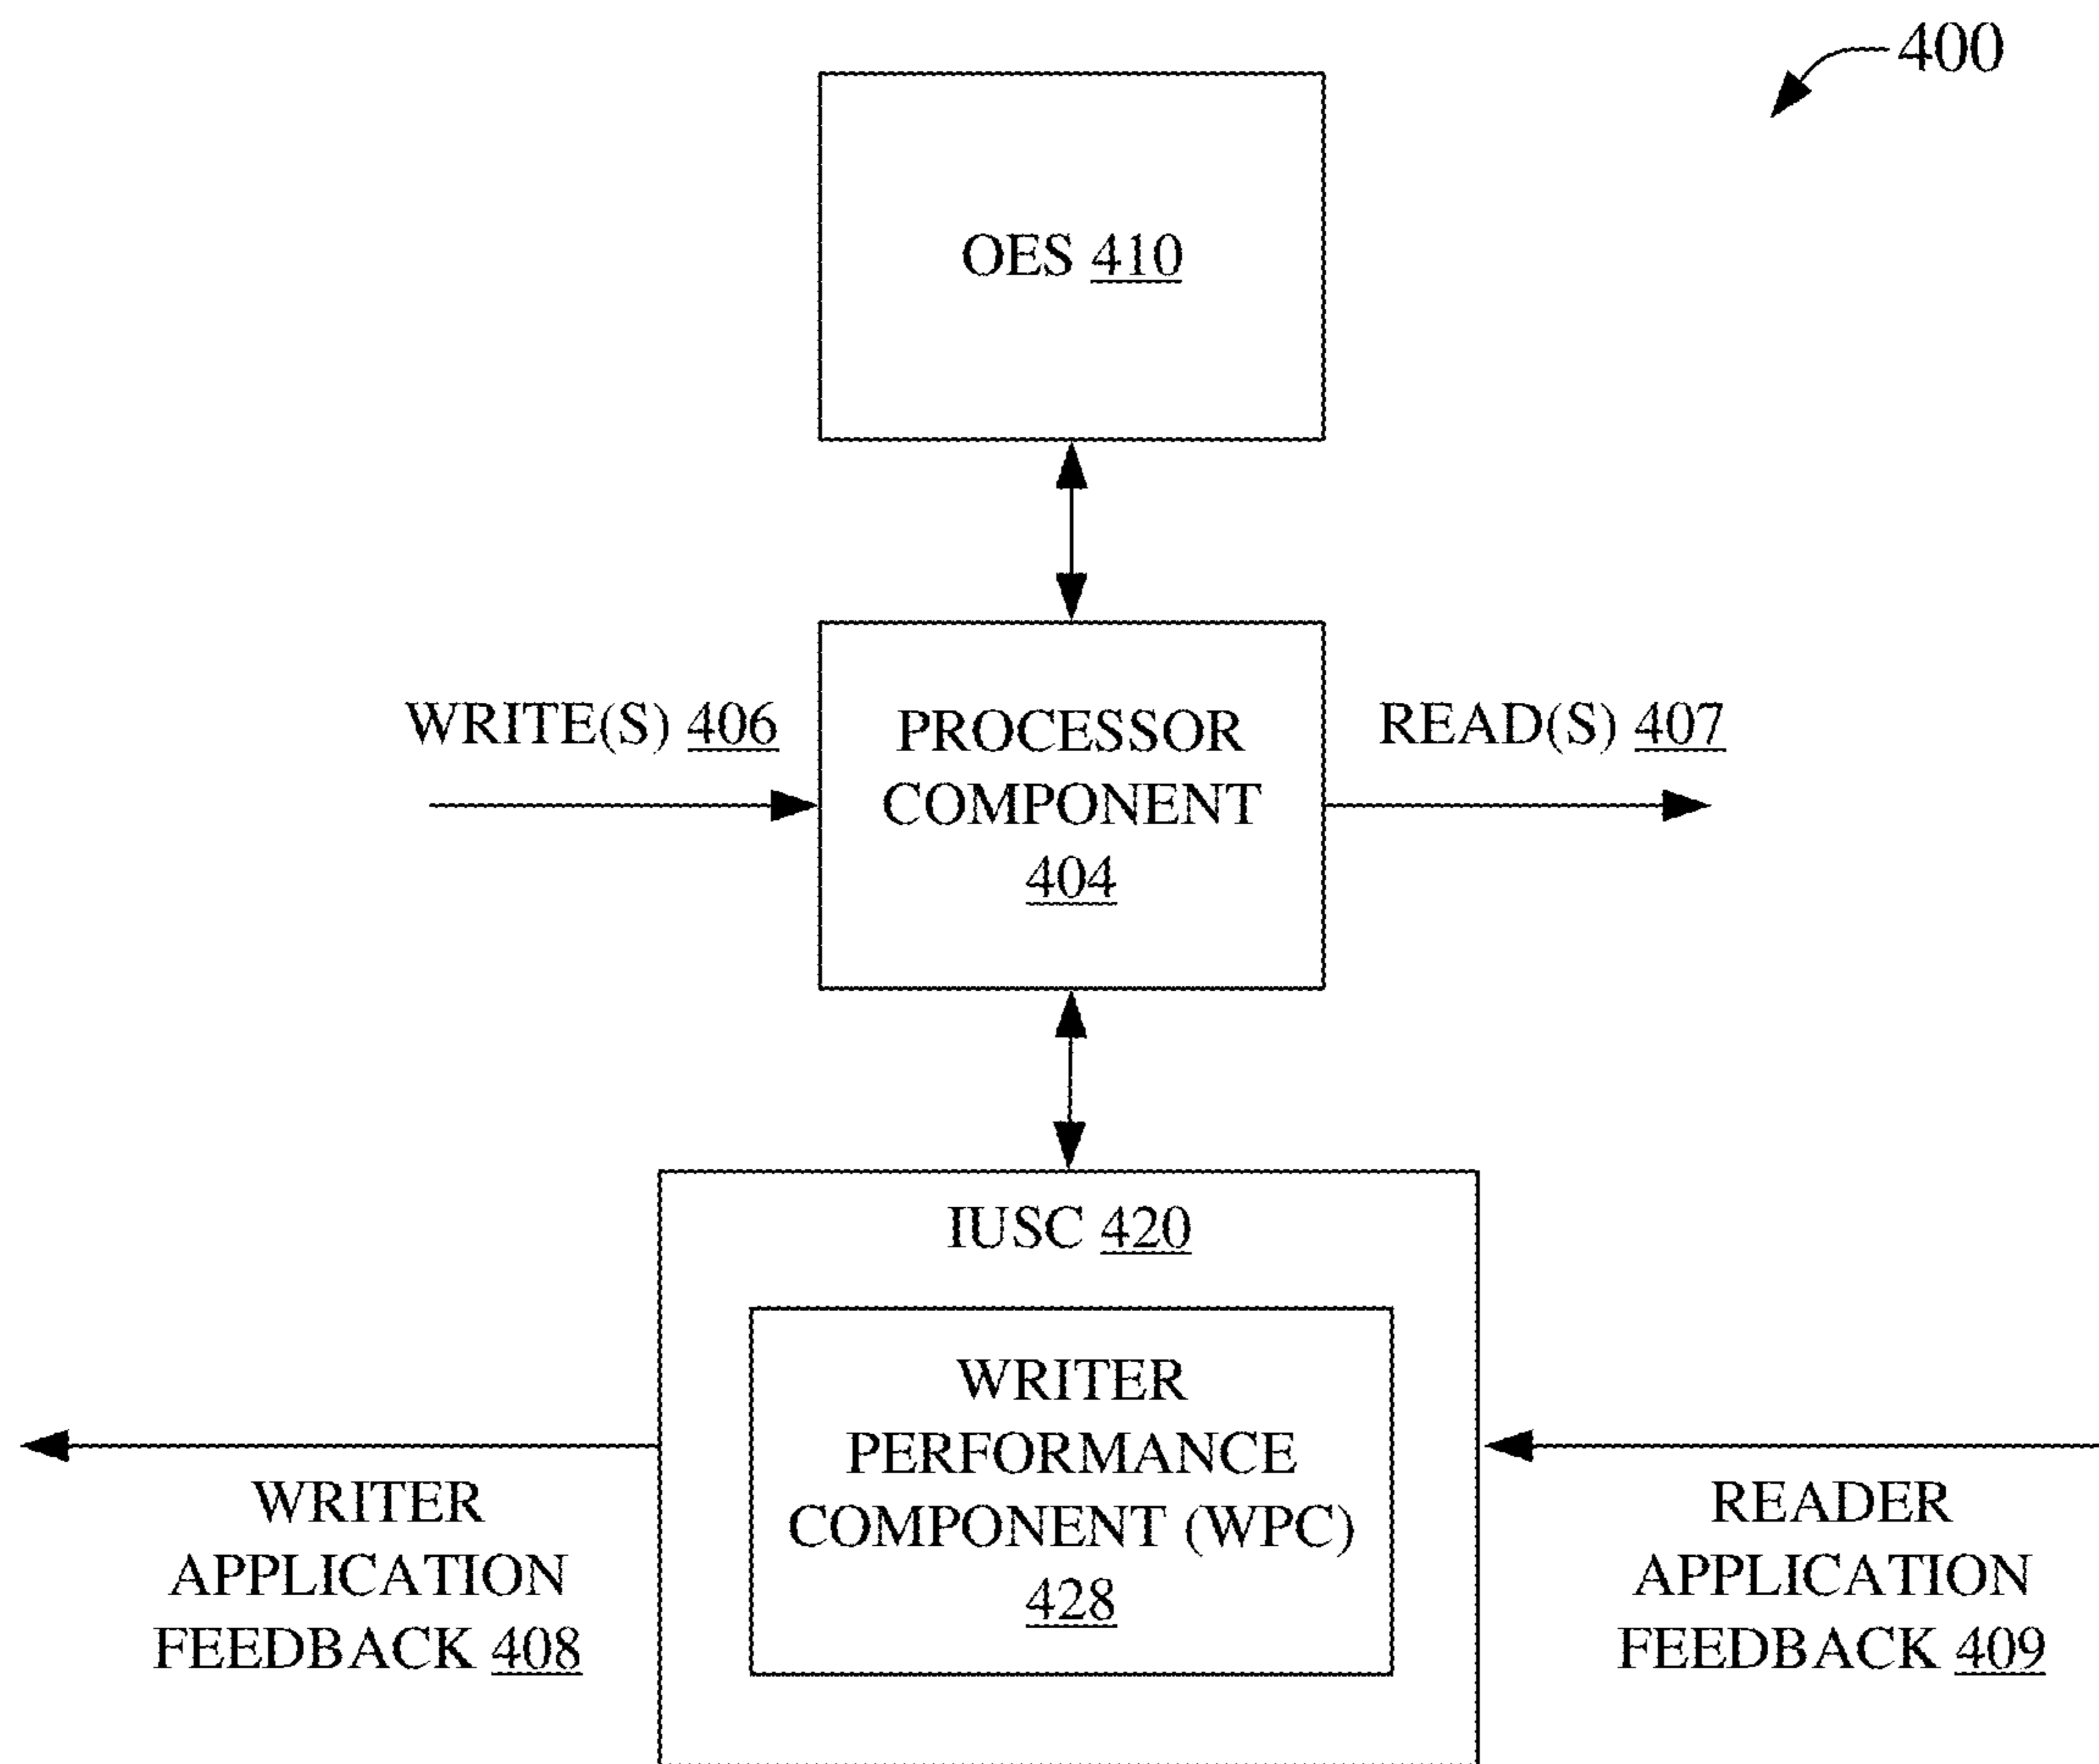 400
OES 410
WRITE(S) 406
PROCESSOR
COMPONENT
404
READ(S) 407
IUSC 420
WRITER
PERFORMANCE
COMPONENT (WPC)
428
WRITER
APPLICATION
FEEDBACK 408
READER
APPLICATION
FEEDBACK 409